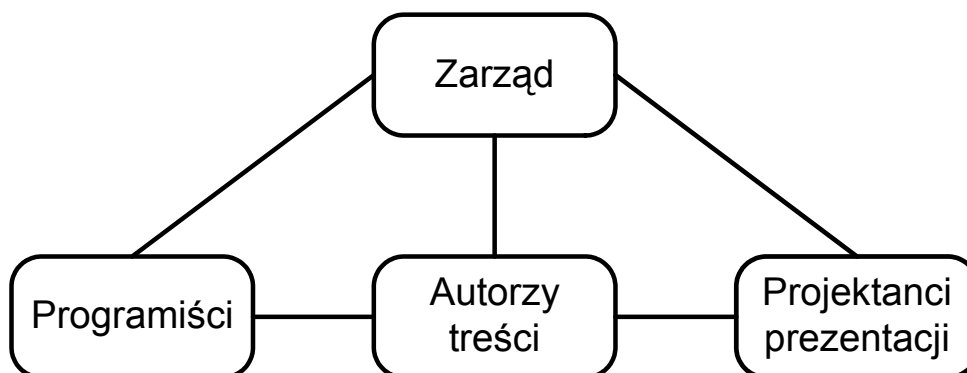 Zarząd
Programiści
Autorzy
treści
Projektanci
prezentacji